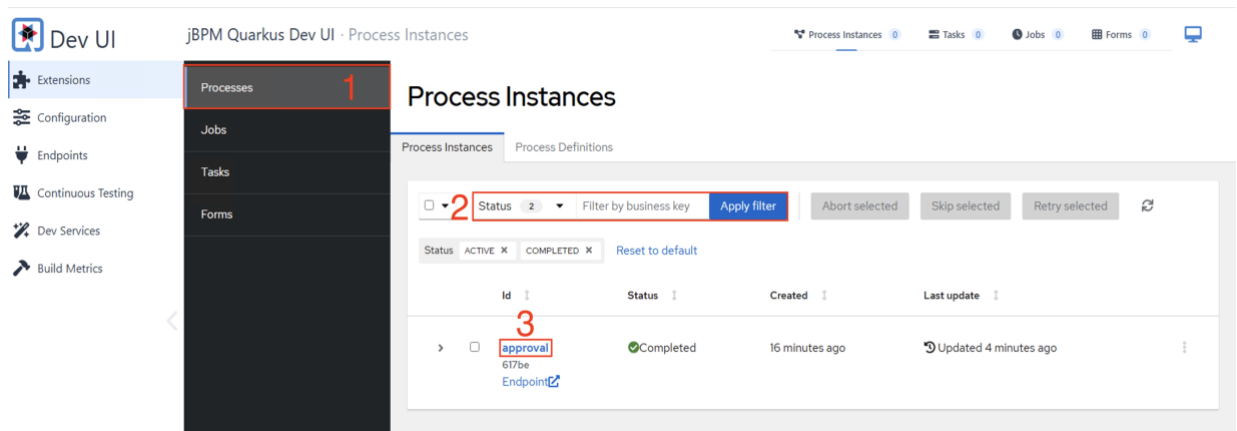 Dev UI
jBPM Quarkus Dev UI · Process Instances
Process Instances 0
Tasks 0
Jobs 0
Forms 0
Extensions
Configuration
Endpoints
Continuous Testing
Dev Services
Build Metrics
Processes 1
Jobs
Tasks
Forms
Process Instances
Process Instances Process Definitions
2 Status 2 Filter by business key Apply filter Abort selected Skip selected Retry selected
Status ACTIVE × COMPLETED × Reset to default
Id Status Created Last update
3
approval Completed 16 minutes ago Updated 4 minutes ago
617be
Endpoint